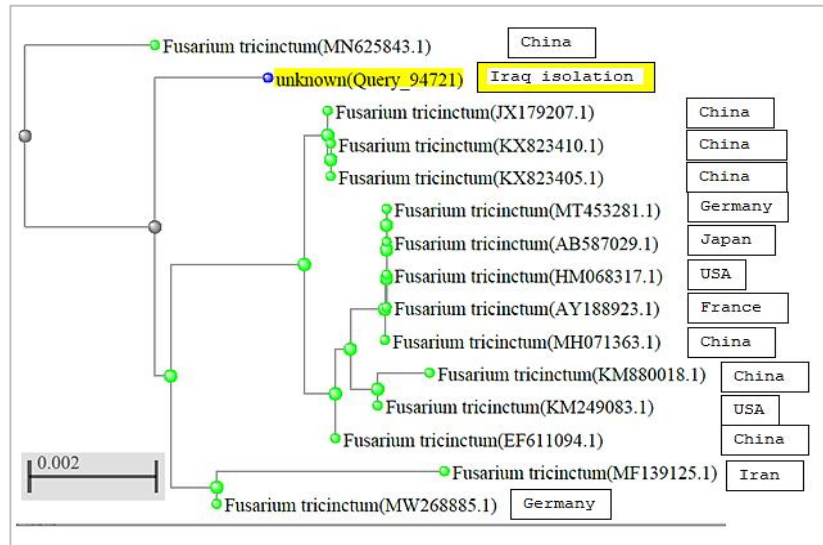 Fusarium tricinctum(MN625843.1) China
unknown(Query_94721) Iraq isolation
Fusarium tricinctum(JX179207.1) China
Fusarium tricinctum(KX823410.1) China
Fusarium tricinctum(KX823405.1) China
Fusarium tricinctum(MT453281.1) Germany
Fusarium tricinctum(AB587029.1) Japan
Fusarium tricinctum(HM068317.1) USA
Fusarium tricinctum(AY188923.1) France
Fusarium tricinctum(MH071363.1) China
Fusarium tricinctum(KM880018.1) China
Fusarium tricinctum(KM249083.1) USA
Fusarium tricinctum(EF611094.1) China
0.002
Fusarium tricinctum(MF139125.1) Iran
Fusarium tricinctum(MW268885.1) Germany